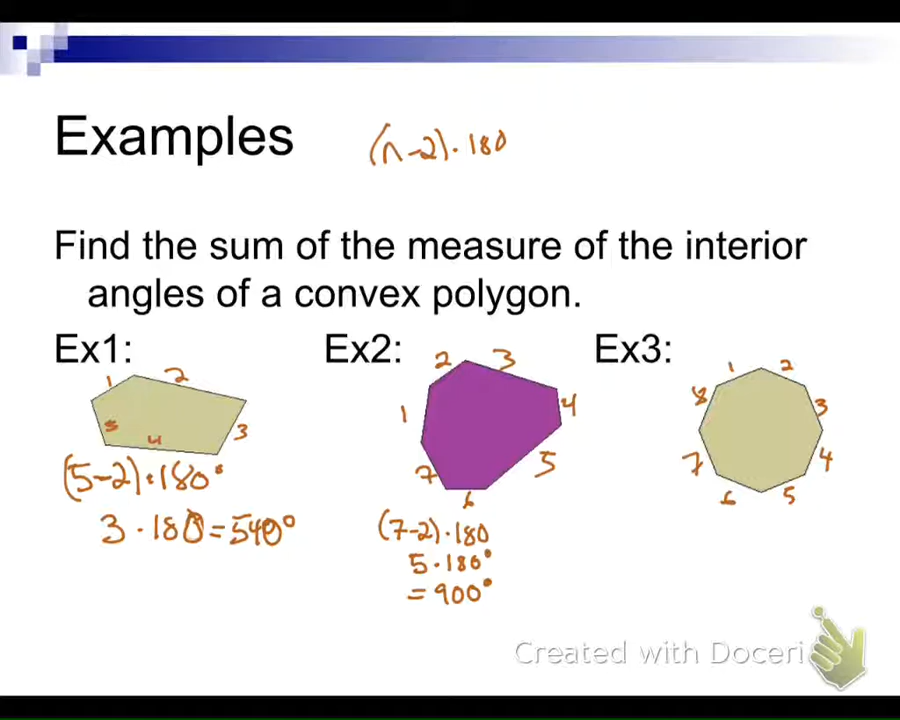 Examples (n-2)·180
Find the sum of the measure of the interior
angles of a convex polygon.
Ex1: Ex2: Ex3:
1 2 3 4 5
(5-2)·180°
3·180=540°
1 2 3 4 5 6 7
(7-2)·180
5·180°
=900°
1 2 3 4 5 6 7 8
Created with Doceri